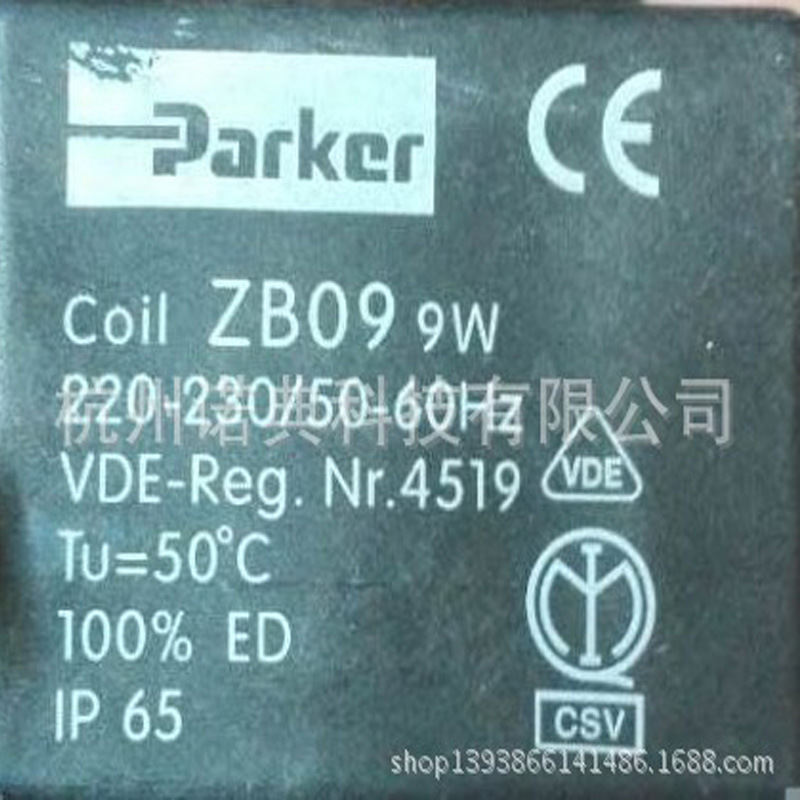 Parker
CE
Coil ZB09 9W
220-230/50-60Hz
杭州诺典科技有限公司
VDE-Reg. Nr.4519
VDE
Tu=50°C
100% ED
IP 65
CSV
shop1393866141486.1688.com